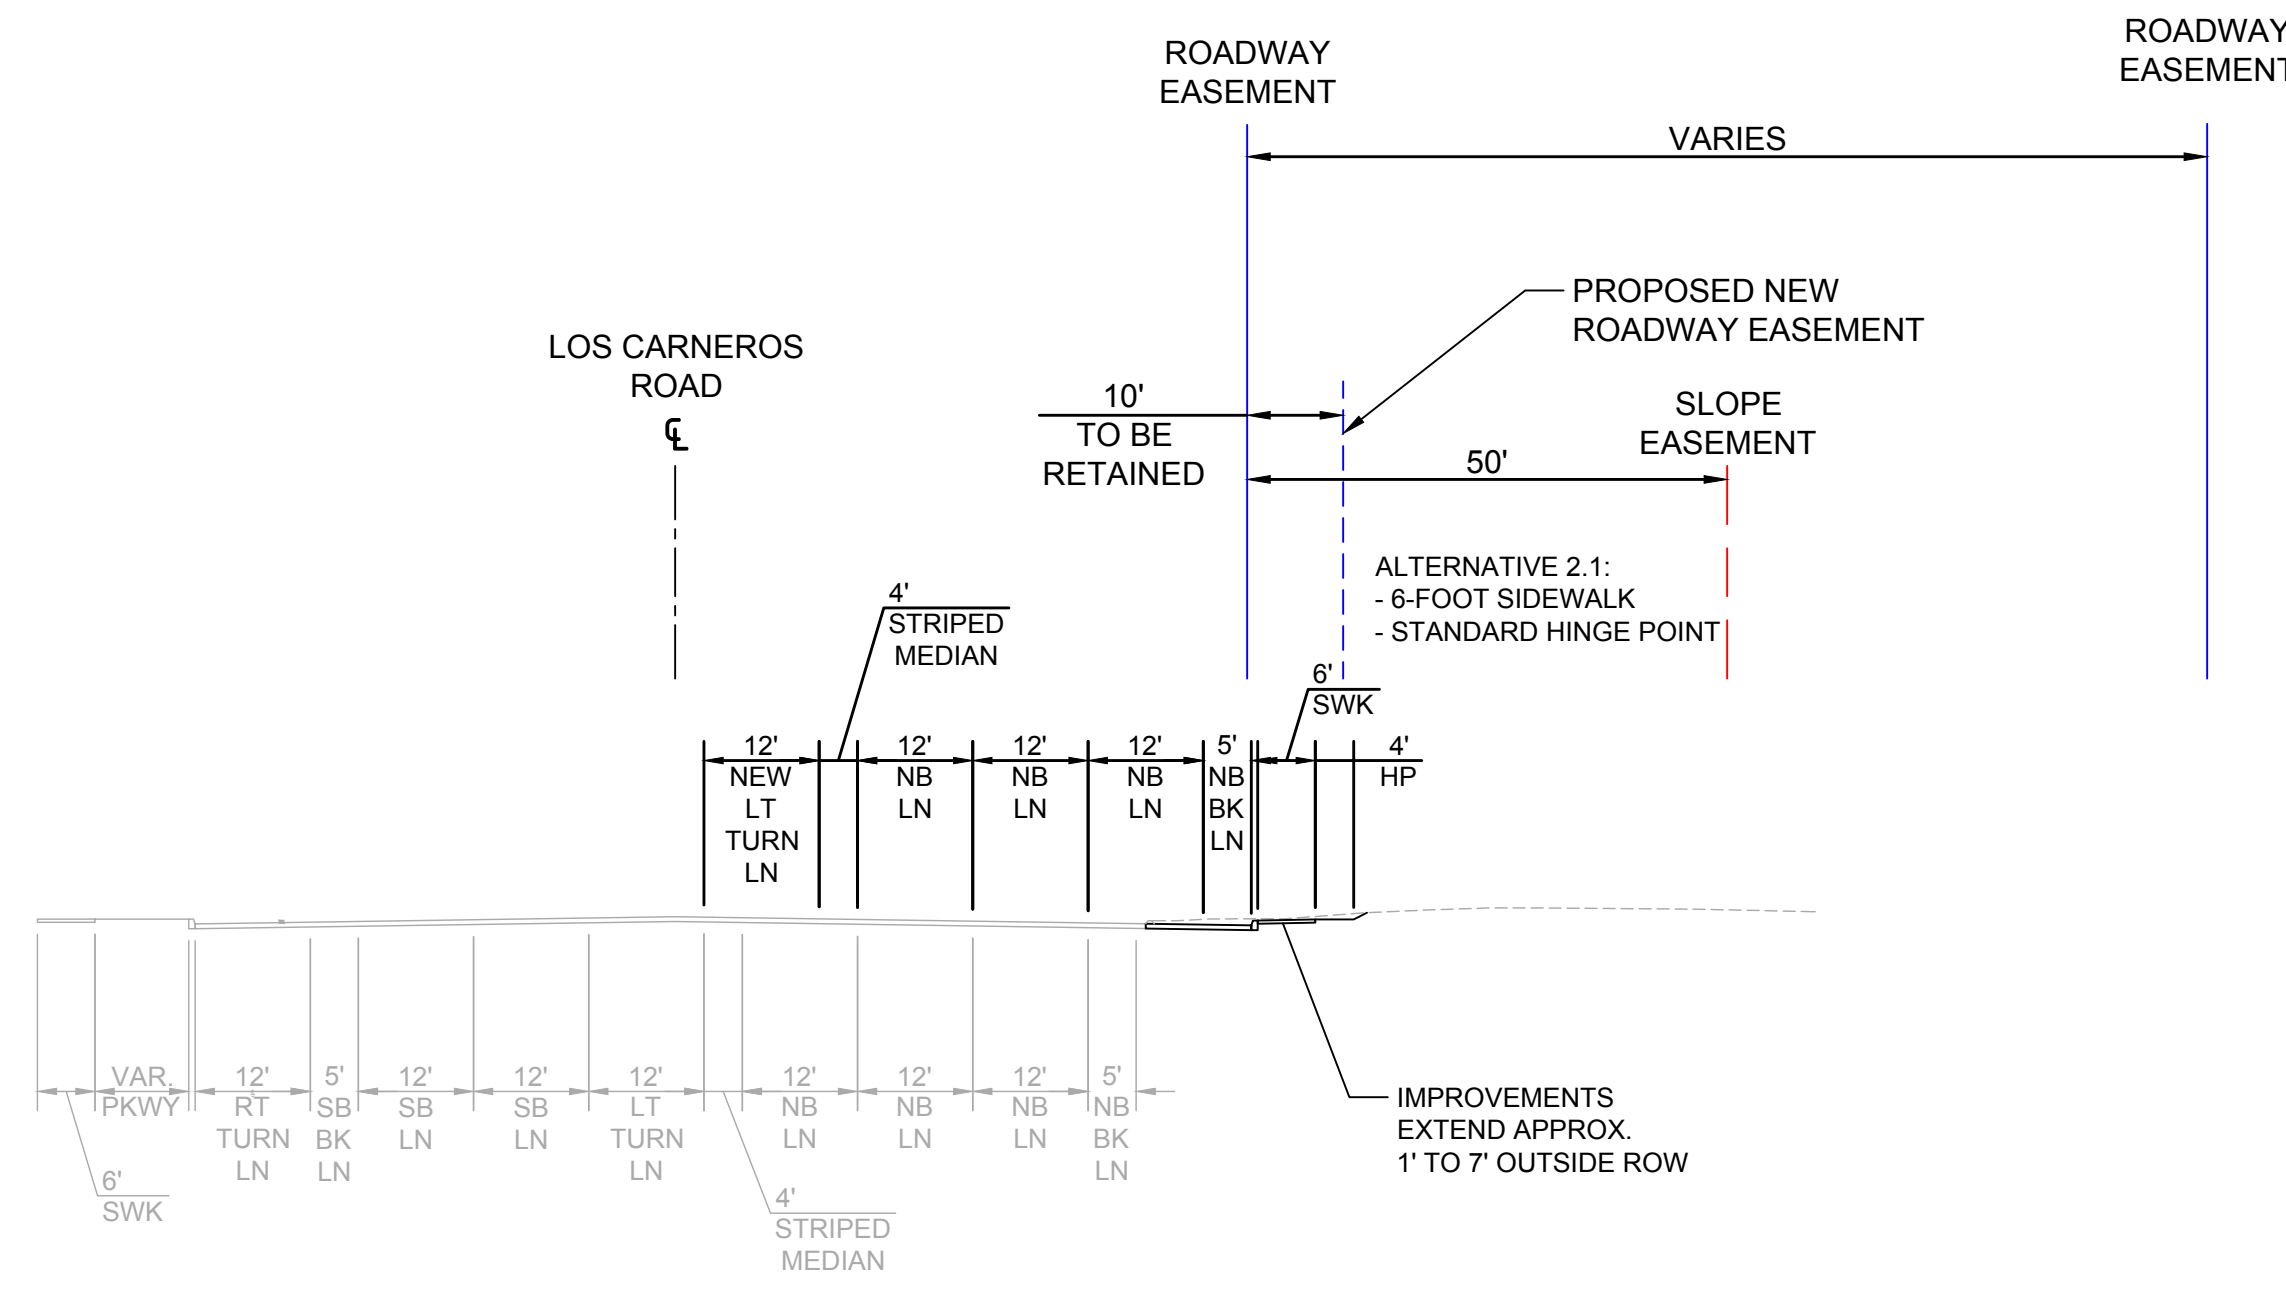 ROADWAY
EASEMENT
ROADWAY
EASEMENT
VARIES
PROPOSED NEW
ROADWAY EASEMENT
LOS CARNEROS
ROAD
℄
10'
TO BE
RETAINED
SLOPE
EASEMENT
50'
ALTERNATIVE 2.1:
- 6-FOOT SIDEWALK
- STANDARD HINGE POINT
4'
STRIPED
MEDIAN
6'
SWK
12'
NEW
LT
TURN
LN
12'
NB
LN
12'
NB
LN
12'
NB
LN
5'
NB
BK
LN
4'
HP
VAR.
PKWY
12'
RT
TURN
LN
5'
SB
BK
LN
12'
SB
LN
12'
SB
LN
12'
LT
TURN
LN
12'
NB
LN
12'
NB
LN
12'
NB
LN
5'
NB
BK
LN
6'
SWK
4'
STRIPED
MEDIAN
IMPROVEMENTS
EXTEND APPROX.
1' TO 7' OUTSIDE ROW